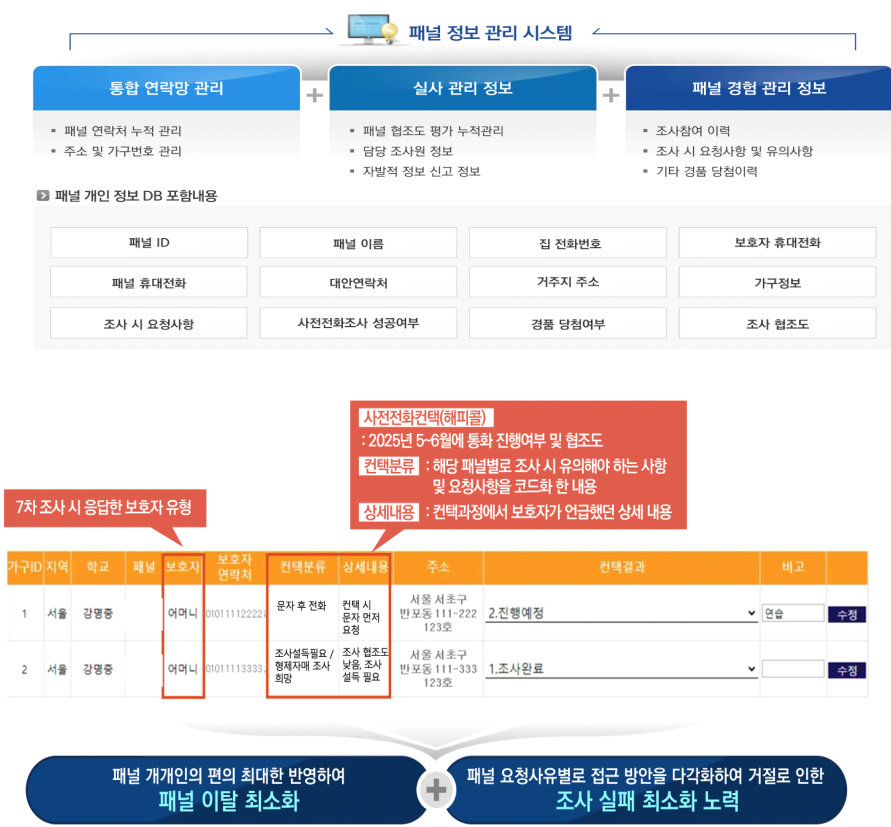 패널 정보 관리 시스템
통합 연락망 관리
패널 연락처 누적 관리
주소 및 가구번호 관리
+
실사 관리 정보
패널 협조도 평가 누적관리
담당 조사원 정보
자발적 정보 신고 정보
+
패널 경험 관리 정보
조사참여 이력
조사 시 요청사항 및 유의사항
기타 경품 당첨이력
패널 개인 정보 DB 포함내용
패널 ID 패널 이름 집 전화번호 보호자 휴대전화
패널 휴대전화 대안연락처 거주지 주소 가구정보
조사 시 요청사항 사전전화조사 성공여부 경품 당첨여부 조사 협조도
사전전화컨택(해피콜)
: 2025년 5~6월에 통화 진행여부 및 협조도
컨택분류 : 해당 패널별로 조사 시 유의해야 하는 사항
및 요청사항을 코드화 한 내용
상세내용 : 컨택과정에서 보호자가 언급했던 상세 내용
7차 조사 시 응답한 보호자 유형
가구ID 지역 학교 패널 보호자 보호자
연락처 컨택분류 상세내용 주소 컨택결과 비고
1 서울 강명중 어머니 01011112222 문자 후 전화 컨택 시
문자 먼저
요청
서울 서초구
반포동 111-222
123호
2.진행예정 연습 수정
2 서울 강명중 어머니 01011113333 조사설득필요 /
형제자매 조사
희망
조사 협조도
낮음, 조사
설득 필요
서울 서초구
반포동 111-333
123호
1.조사완료 수정
패널 개개인의 편의 최대한 반영하여
패널 이탈 최소화
+
패널 요청사유별로 접근 방안을 다각화하여 거절로 인한
조사 실패 최소화 노력